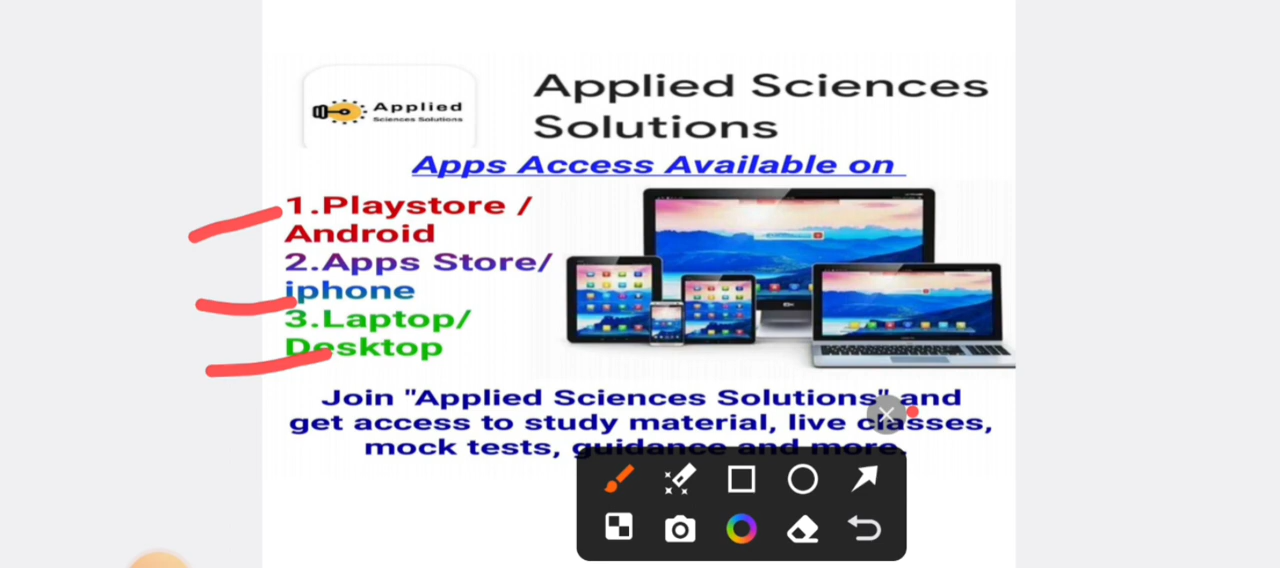 Applied
Sciences Solutions
Applied Sciences
Solutions
Apps Access Available on
1.Playstore /
Android
2.Apps Store/
iphone
3.Laptop/
Desktop
Join "Applied Sciences Solutions" and
get access to study material, live classes,
mock tests, guidance and more.